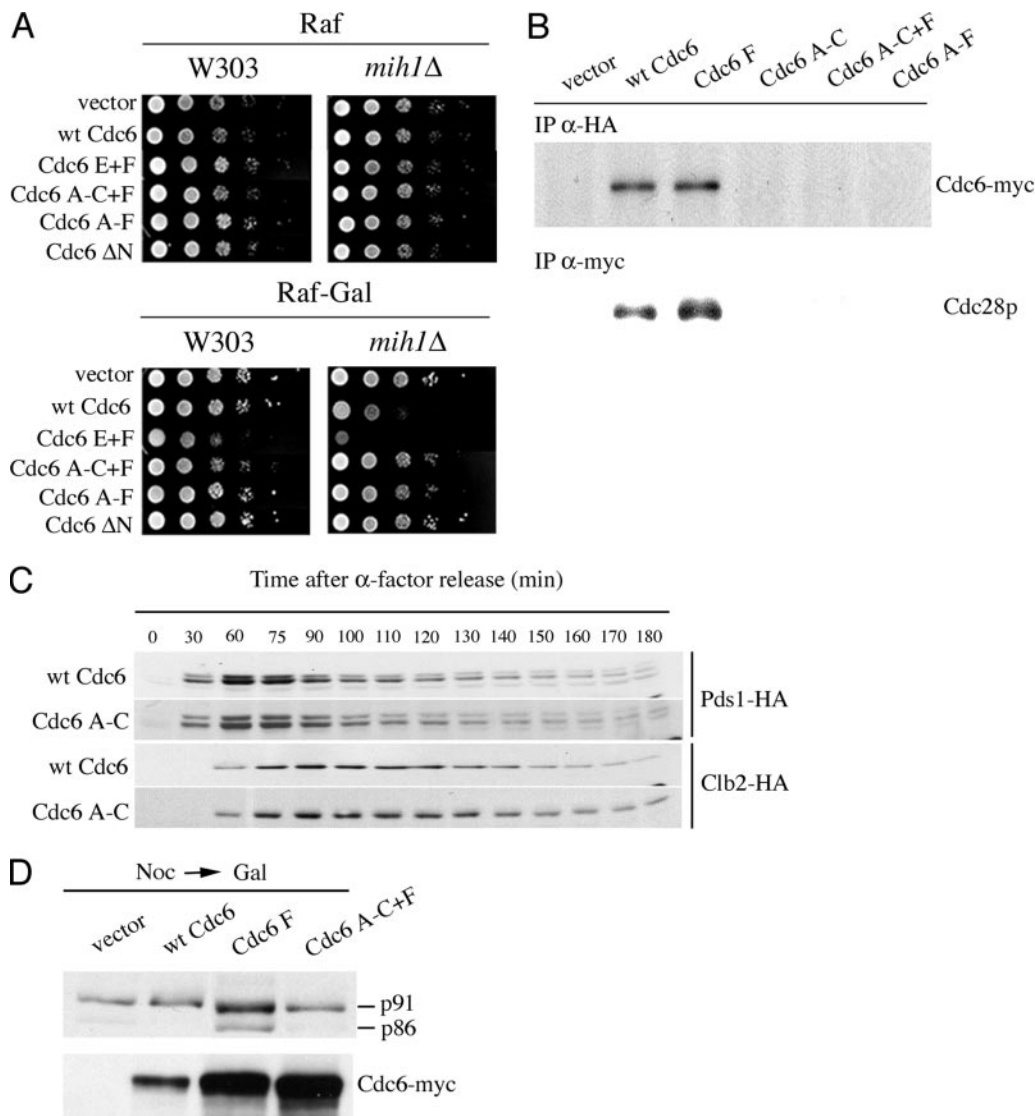 A
Raf
W303 mih1Δ
vector
wt Cdc6
Cdc6 E+F
Cdc6 A-C+F
Cdc6 A-F
Cdc6 ΔN
Raf-Gal
W303 mih1Δ
vector
wt Cdc6
Cdc6 E+F
Cdc6 A-C+F
Cdc6 A-F
Cdc6 ΔN
B
vector wt Cdc6 Cdc6 F Cdc6 A-C Cdc6 A-C+F Cdc6 A-F
IP α-HA
Cdc6-myc
IP α-myc
Cdc28p
C
Time after α-factor release (min)
0 30 60 75 90 100 110 120 130 140 150 160 170 180
wt Cdc6
Cdc6 A-C
Pds1-HA
wt Cdc6
Cdc6 A-C
Clb2-HA
D
Noc → Gal
vector wt Cdc6 Cdc6 F Cdc6 A-C+F
p91
p86
Cdc6-myc